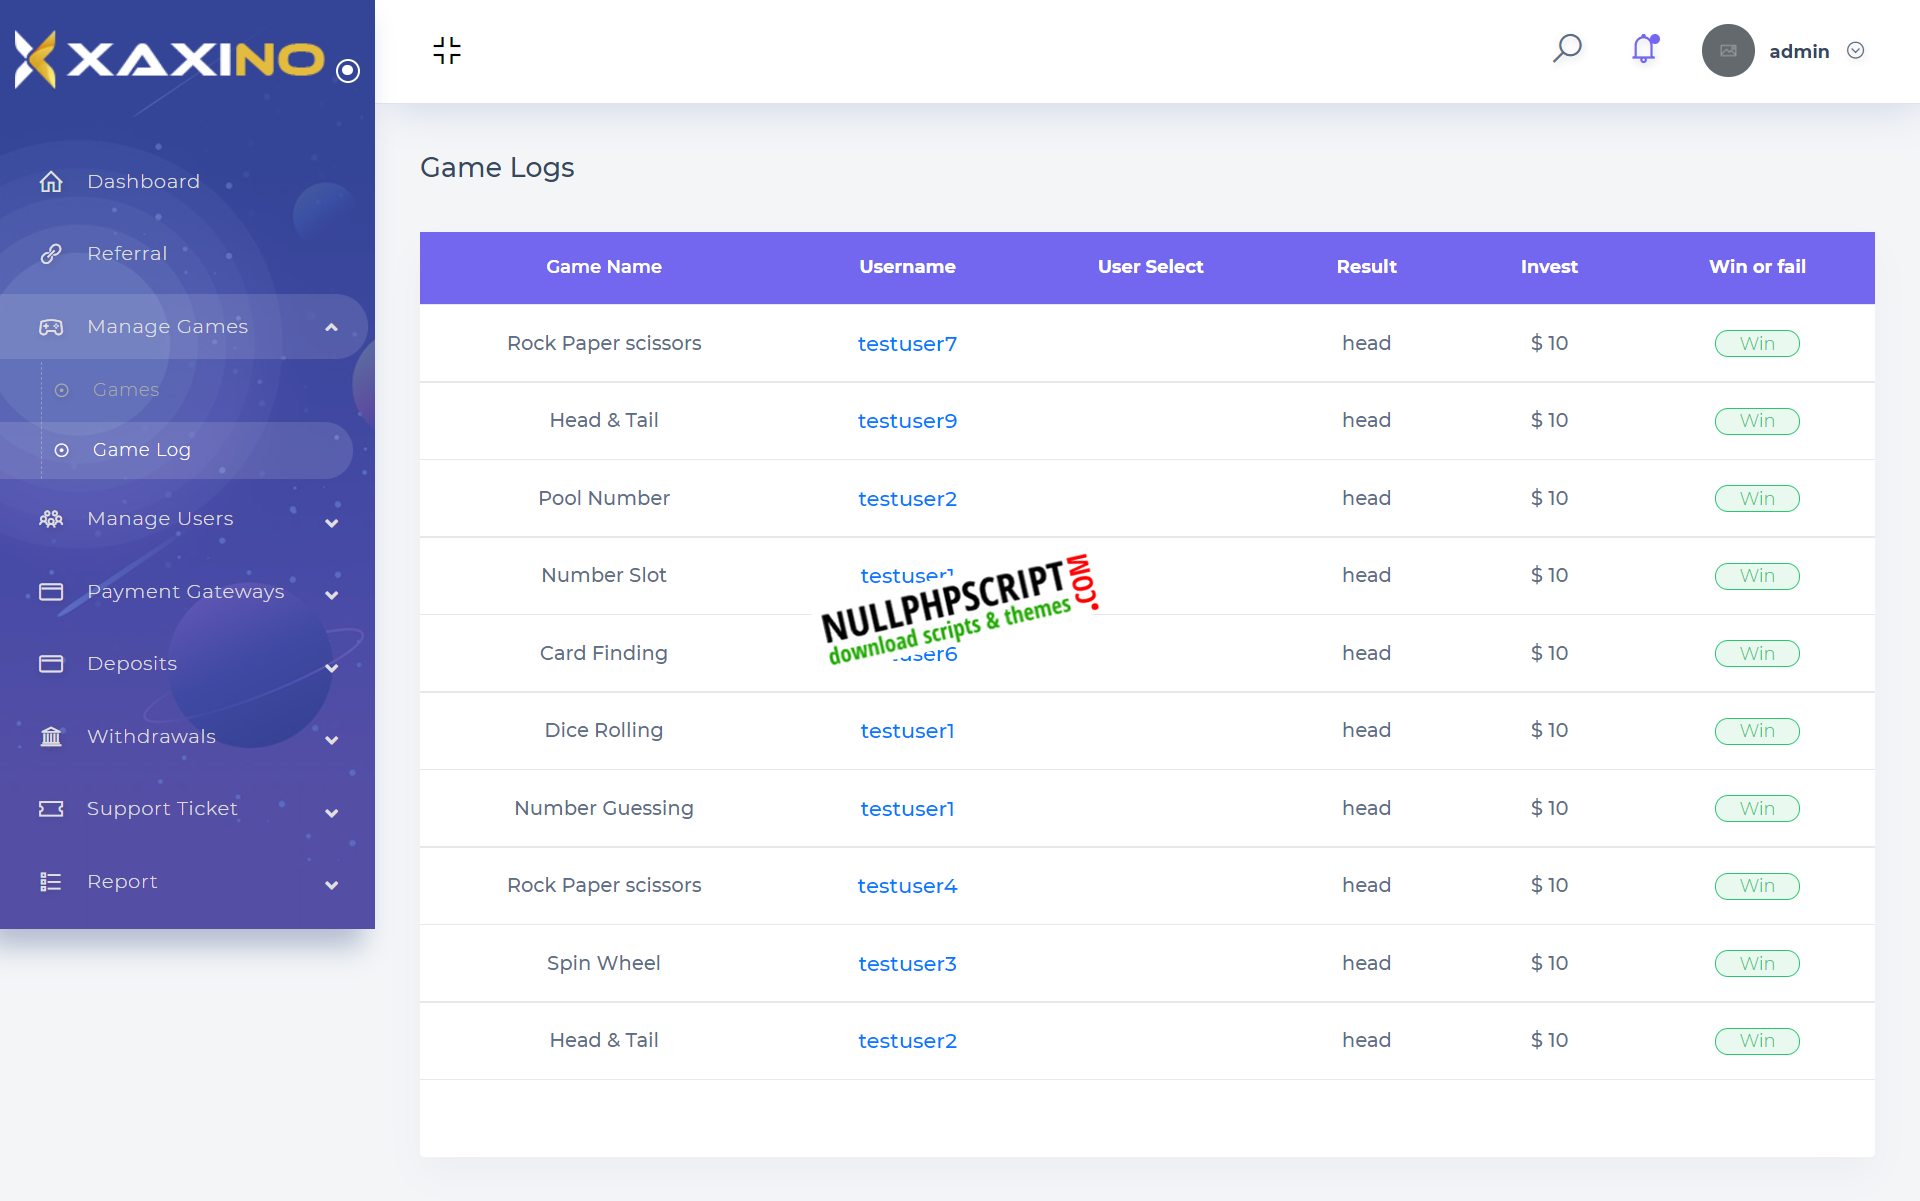 XAXINO
admin
Dashboard
Referral
Manage Games
Games
Game Log
Manage Users
Payment Gateways
Deposits
Withdrawals
Support Ticket
Report
Game Logs
Game Name Username User Select Result Invest Win or fail
Rock Paper scissors testuser7 head $ 10 Win
Head & Tail testuser9 head $ 10 Win
Pool Number testuser2 head $ 10 Win
Number Slot testuser1 head $ 10 Win
NULLPHPSCRIPT.COM
download scripts & themes
Card Finding head $ 10 Win
Dice Rolling testuser1 head $ 10 Win
Number Guessing testuser1 head $ 10 Win
Rock Paper scissors testuser4 head $ 10 Win
Spin Wheel testuser3 head $ 10 Win
Head & Tail testuser2 head $ 10 Win